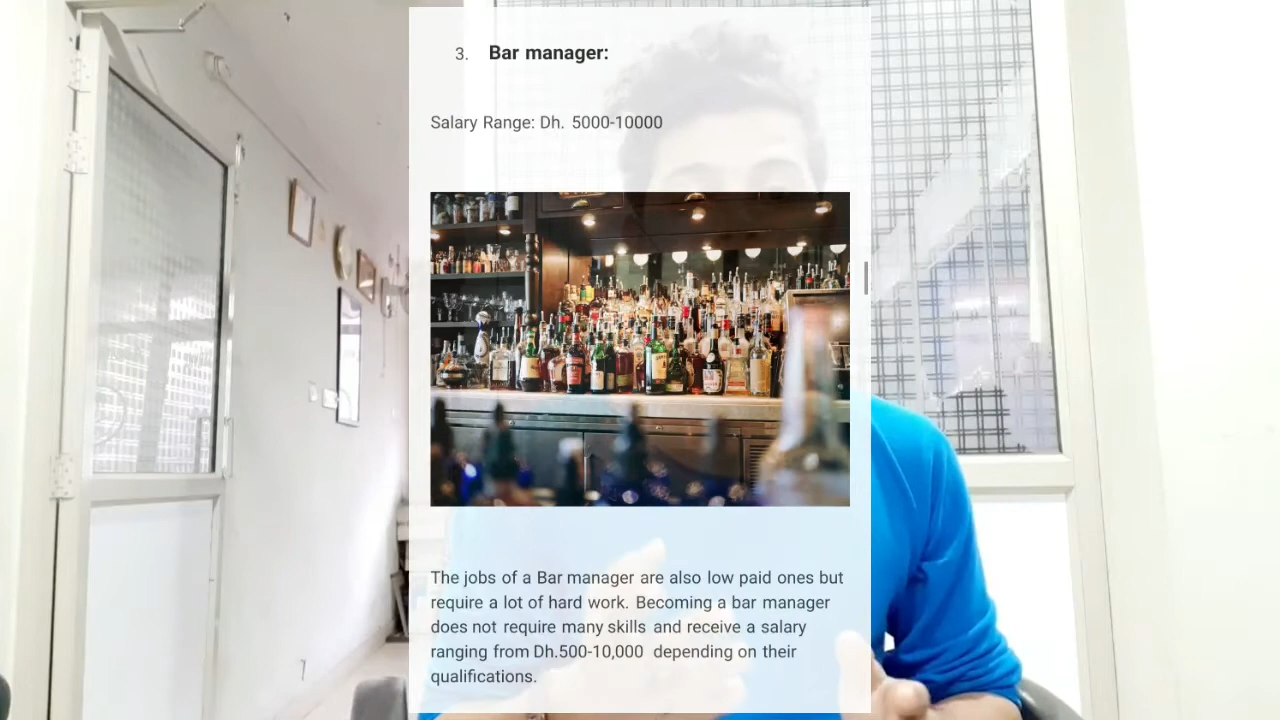 3. Bar manager:
Salary Range: Dh. 5000-10000
The jobs of a Bar manager are also low paid ones but
require a lot of hard work. Becoming a bar manager
does not require many skills and receive a salary
ranging from Dh.500-10,000 depending on their
qualifications.